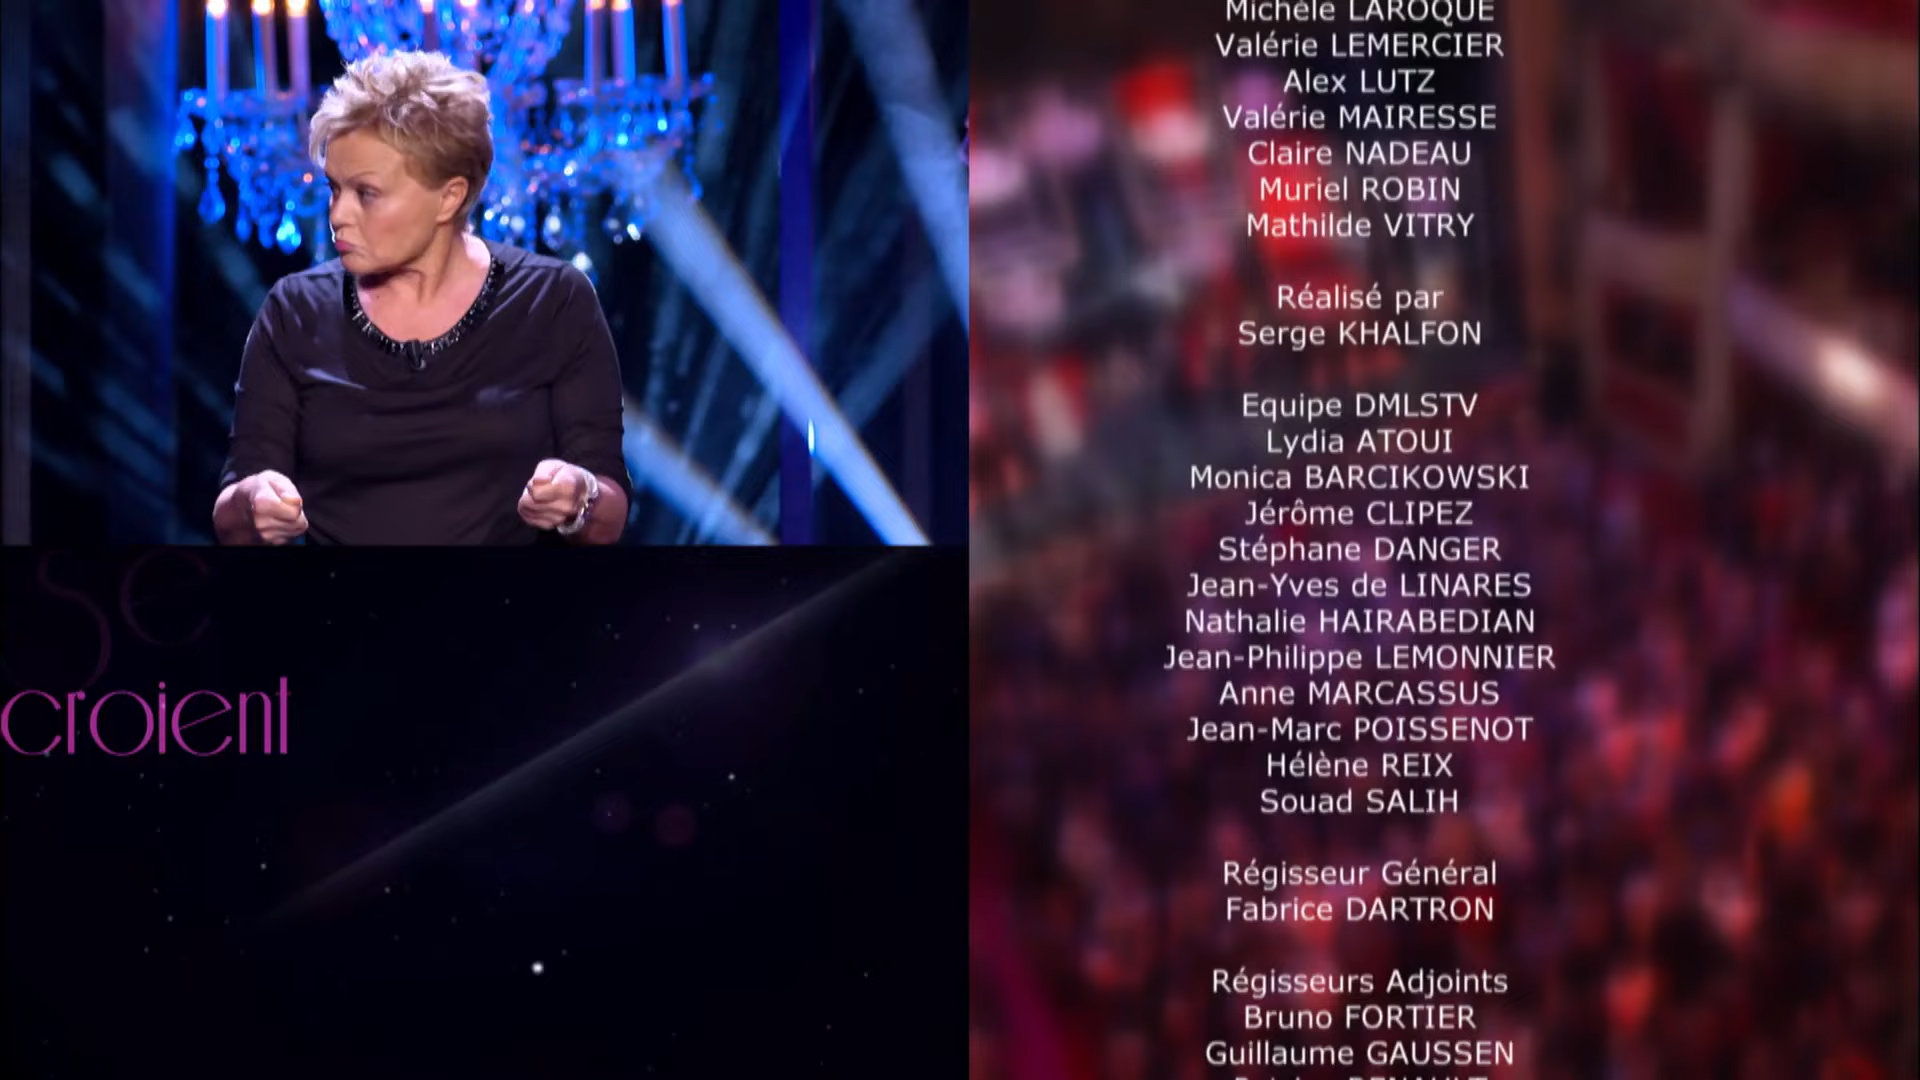 se
croient
Michèle LAROQUE
Valérie LEMERCIER
Alex LUTZ
Valérie MAIRESSE
Claire NADEAU
Muriel ROBIN
Mathilde VITRY
Réalisé par
Serge KHALFON
Equipe DMLSTV
Lydia ATOUI
Monica BARCIKOWSKI
Jérôme CLIPEZ
Stéphane DANGER
Jean-Yves de LINARES
Nathalie HAIRABEDIAN
Jean-Philippe LEMONNIER
Anne MARCASSUS
Jean-Marc POISSENOT
Hélène REIX
Souad SALIH
Régisseur Général
Fabrice DARTRON
Régisseurs Adjoints
Bruno FORTIER
Guillaume GAUSSEN